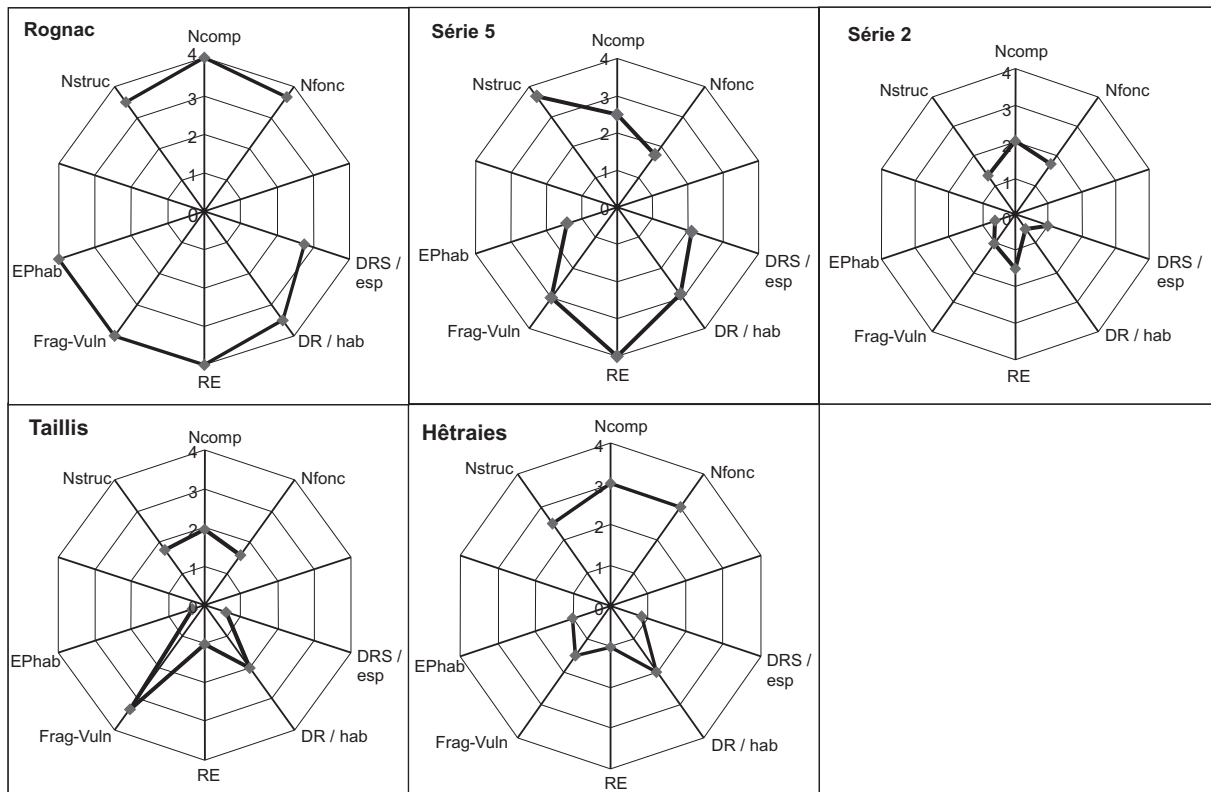 Rognac
Ncomp
Nfonc
DRS /
esp
DR / hab
RE
Frag-Vuln
EPhab
Nstruc
4
3
2
1
0
Série 5
Ncomp
Nfonc
DRS /
esp
DR / hab
RE
Frag-Vuln
EPhab
Nstruc
4
3
2
1
0
Série 2
Ncomp
Nfonc
DRS /
esp
DR / hab
RE
Frag-Vuln
EPhab
Nstruc
4
3
2
1
0
Taillis
Ncomp
Nfonc
DRS /
esp
DR / hab
RE
Frag-Vuln
EPhab
Nstruc
4
3
2
1
0
Hêtraies
Ncomp
Nfonc
DRS /
esp
DR / hab
RE
Frag-Vuln
EPhab
Nstruc
4
3
2
1
0